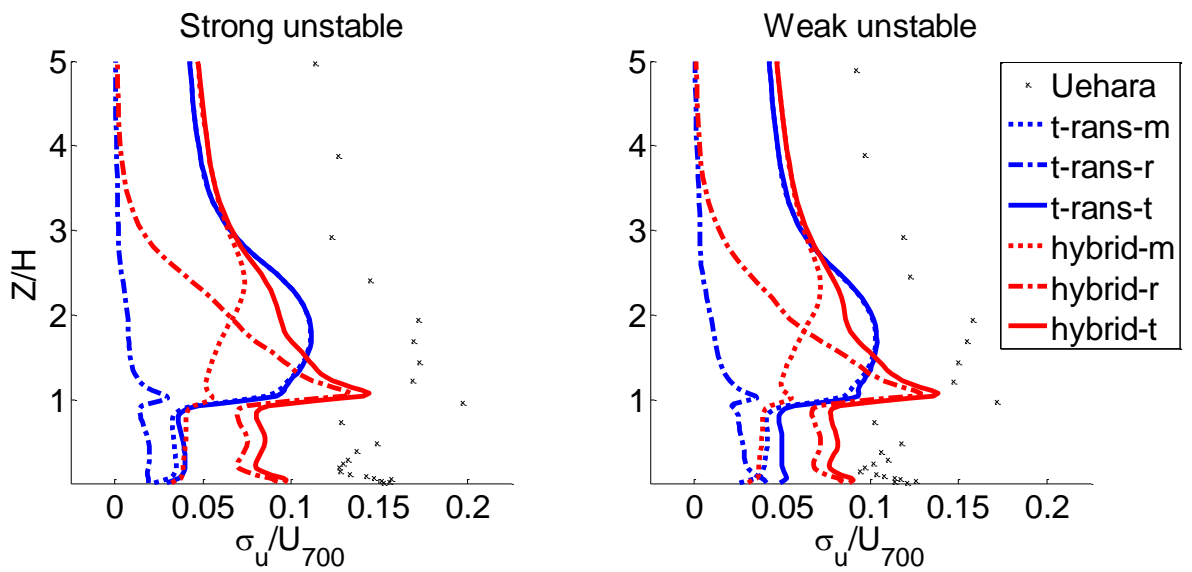 Strong unstable
Weak unstable
5
4
3
2
1
Z/H
0
0.05
0.1
0.15
0.2
σu/U700
5
4
3
2
1
0
0.05
0.1
0.15
0.2
σu/U700
Uehara
t-rans-m
t-rans-r
t-rans-t
hybrid-m
hybrid-r
hybrid-t